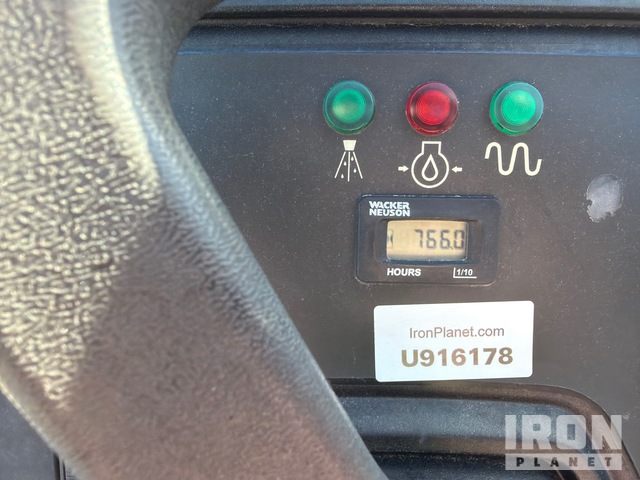 WACKER
NEUSON
766.0
HOURS 1/10
IronPlanet.com
U916178
IRON
PLANET